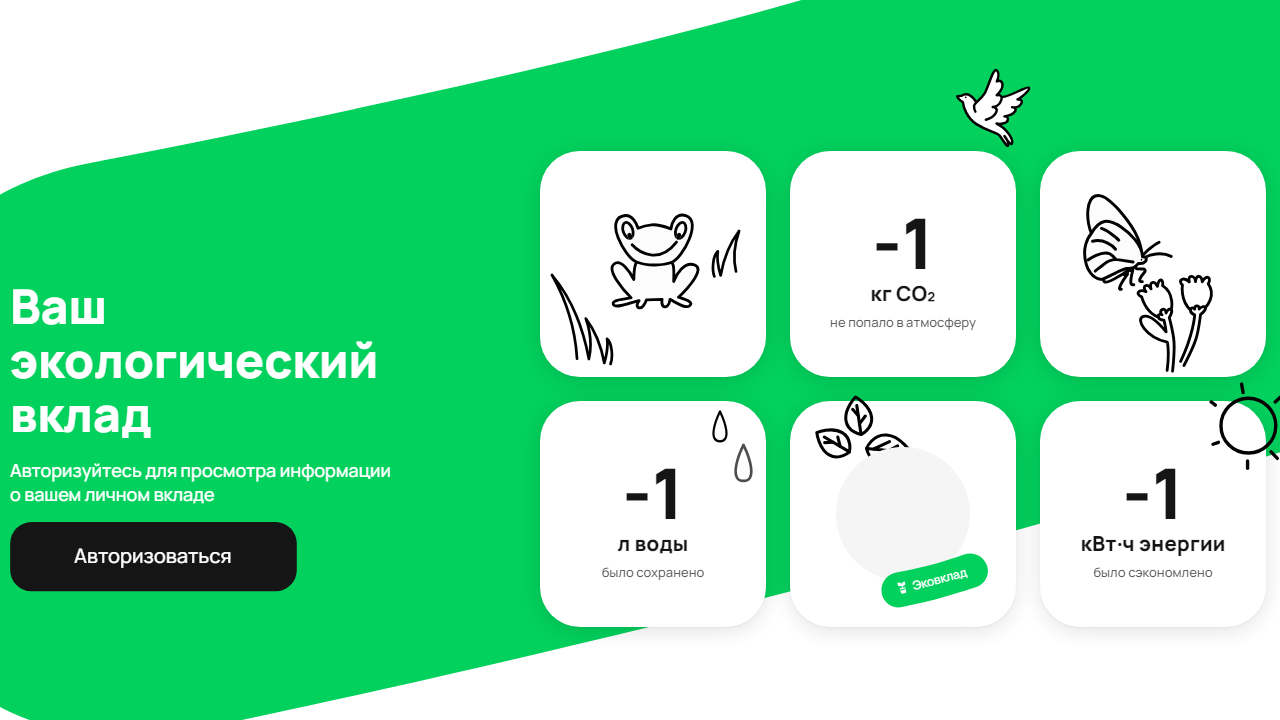 Ваш
экологический
вклад
Авторизуйтесь для просмотра информации
о вашем личном вкладе
Авторизоваться
-1
кг CO₂
не попало в атмосферу
-1
л воды
было сохранено
Эковклад
-1
кВт·ч энергии
было сэкономлено